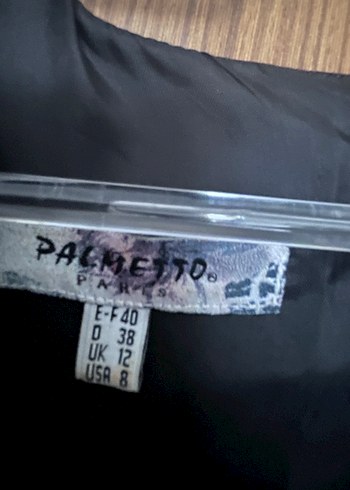 PALMETTO®
PARIS
E-F 40
D 38
UK 12
USA 8